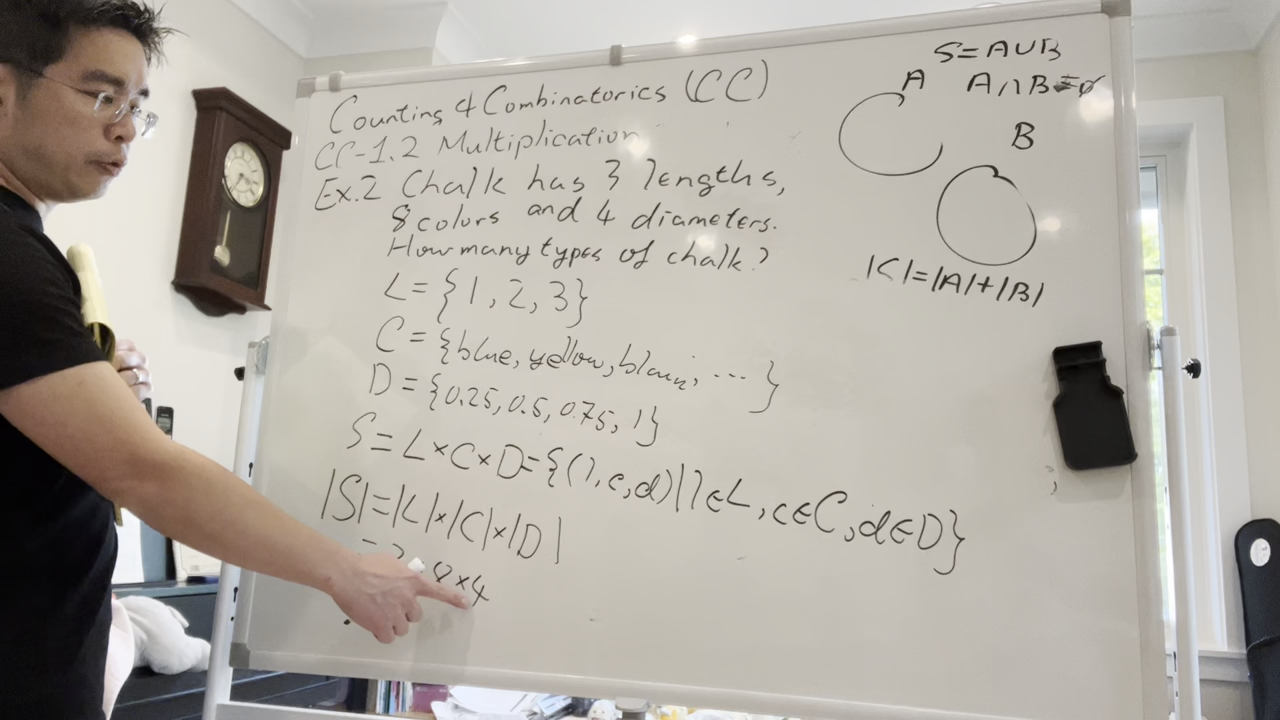 Counting & Combinatorics (CC)
CC-1.2 Multiplication
Ex.2 Chalk has 3 lengths,
8 colors and 4 diameters.
How many types of chalk?
L = {1, 2, 3}
C = {blue, yellow, ... }
D = {0.25, 0.5, 0.75, 1}
S = L × C × D = {(l, c, d) | l ∈ L, c ∈ C, d ∈ D}
|S| = |L| × |C| × |D|
8 × 4
S = A ∪ B
A A ∩ B = ∅
B
|S| = |A| + |B|